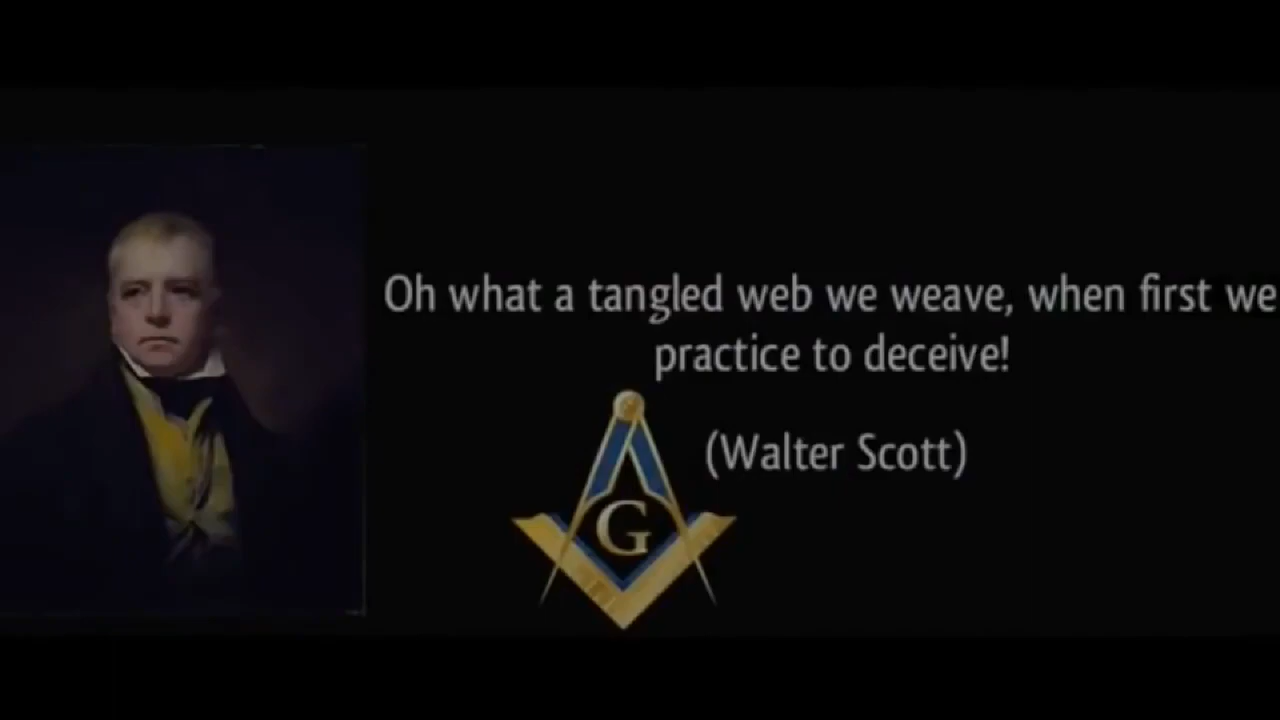 Oh what a tangled web we weave, when first we
practice to deceive!
(Walter Scott)
G